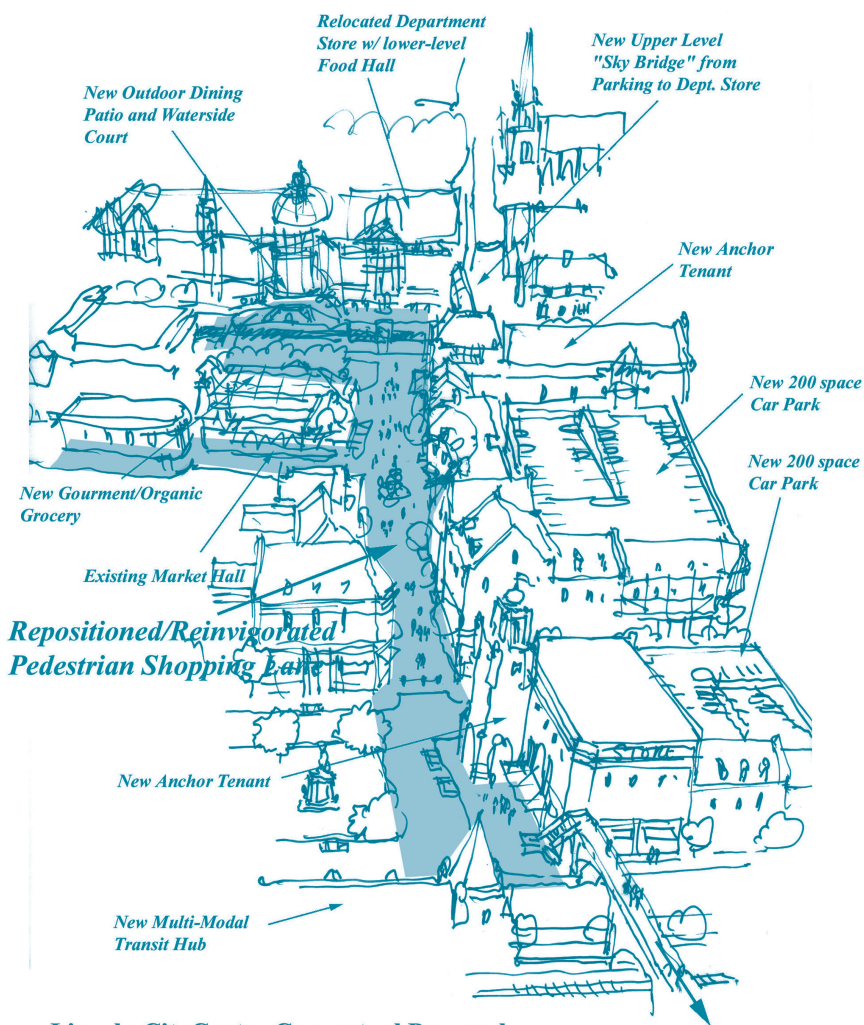 Relocated Department
Store w/ lower-level
Food Hall
New Upper Level
"Sky Bridge" from
Parking to Dept. Store
New Outdoor Dining
Patio and Waterside
Court
New Anchor
Tenant
New 200 space
Car Park
New 200 space
Car Park
New Gourment/Organic
Grocery
Existing Market Hall
Repositioned/Reinvigorated
Pedestrian Shopping Lane
STORE
New Anchor Tenant
New Multi-Modal
Transit Hub